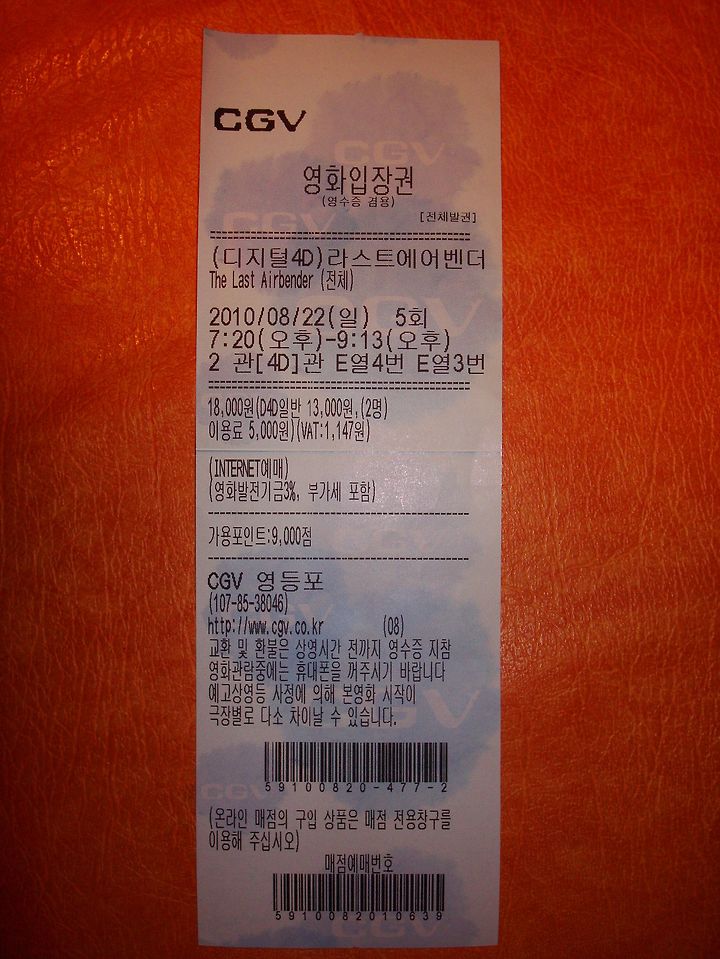 CGV
영화입장권
(영수증 겸용)
[전체발권]
(디지털4D)라스트에어벤더
The Last Airbender (전체)
2010/08/22(일) 5회
7:20(오후)-9:13(오후)
2 관[4D]관 E열4번 E열3번
18,000원(D4D일반 13,000원,(2명)
이용료 5,000원)(VAT:1,147원)
(INTERNET예매)
(영화발전기금3%, 부가세 포함)
가용포인트:9,000점
CGV 영등포
(107-85-38046)
http://www.cgv.co.kr (08)
교환 및 환불은 상영시간 전까지 영수증 지참
영화관람중에는 휴대폰을 꺼주시기 바랍니다
예고상영등 사정에 의해 본영화 시작이
극장별로 다소 차이날 수 있습니다.
59100820-477-2
(온라인 매점의 구입 상품은 매점 전용창구를
이용해 주십시오)
매점예매번호
5910082010639